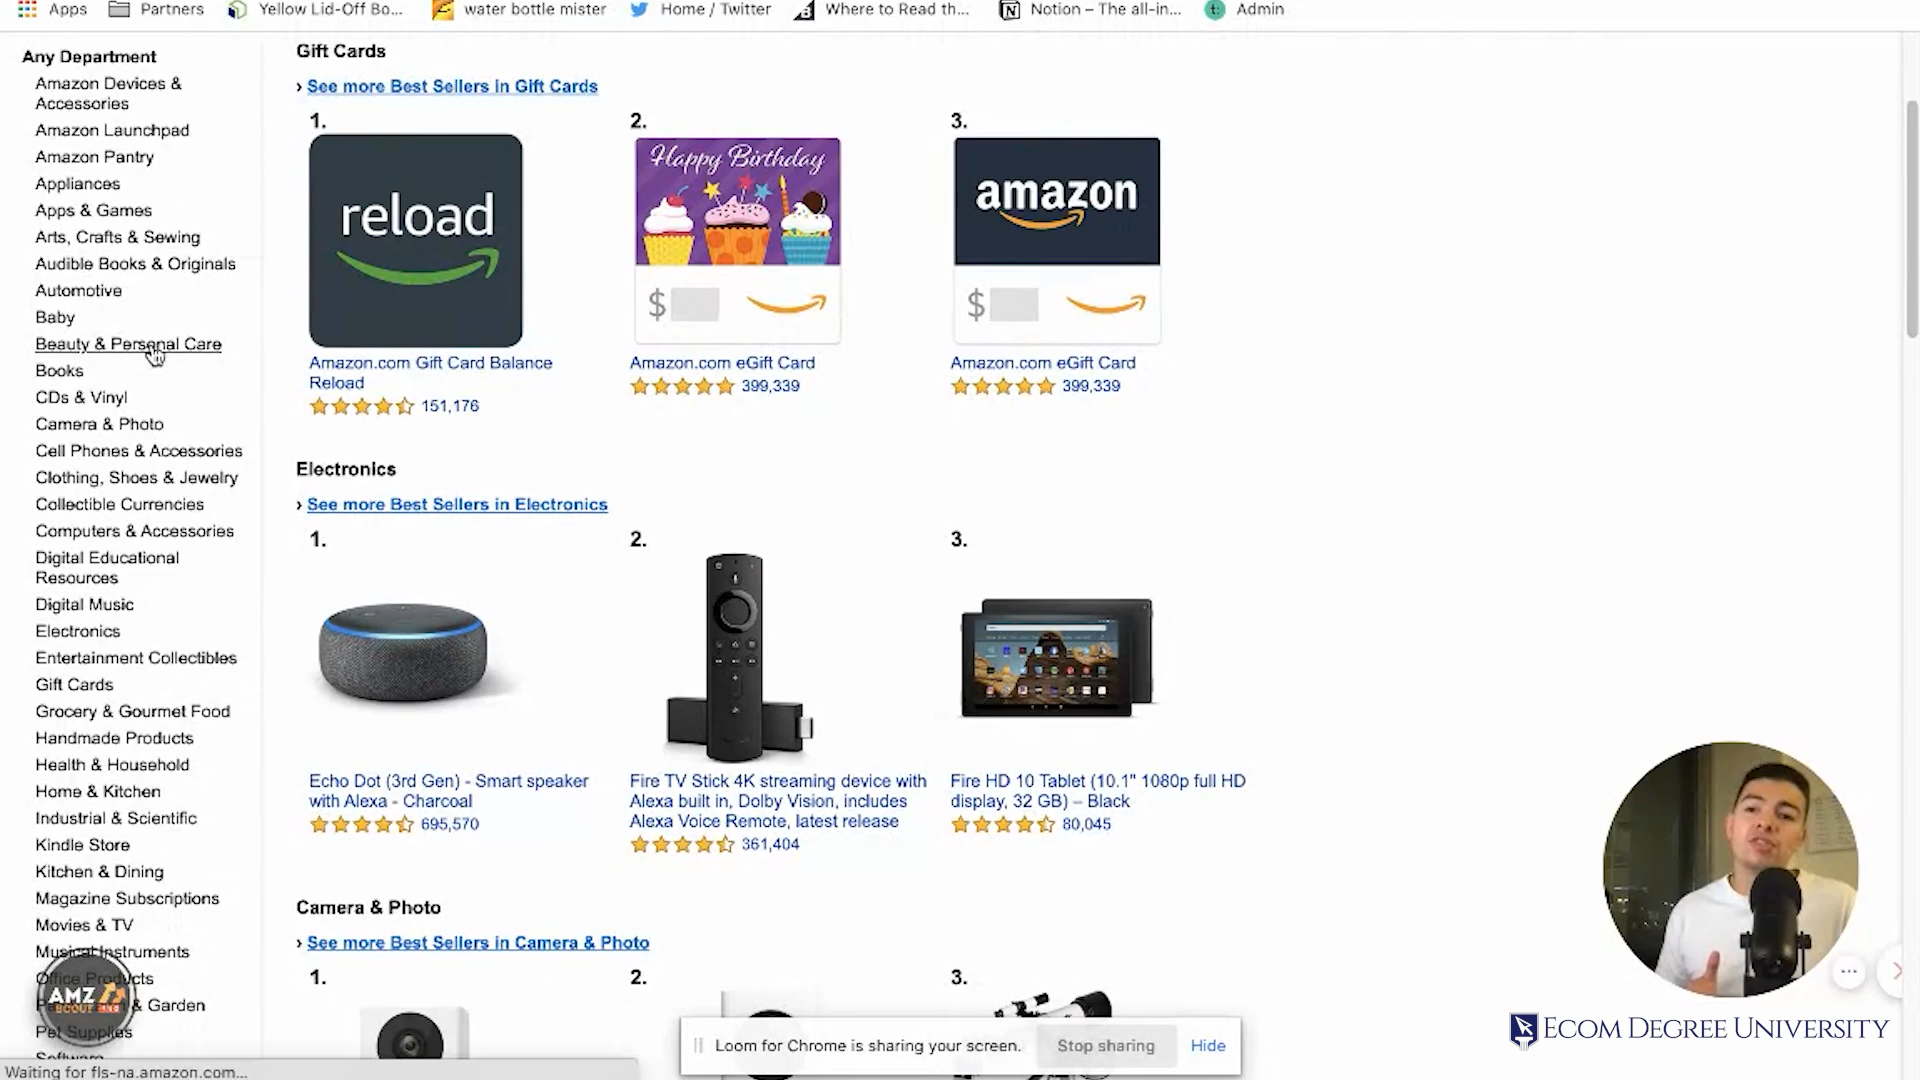 Apps
Partners
Yellow Lid-Off Bo...
water bottle mister
Home / Twitter
Where to Read th...
Notion – The all-in...
Admin
Any Department
Amazon Devices &
Accessories
Amazon Launchpad
Amazon Pantry
Appliances
Apps & Games
Arts, Crafts & Sewing
Audible Books & Originals
Automotive
Baby
Beauty & Personal Care
Books
CDs & Vinyl
Camera & Photo
Cell Phones & Accessories
Clothing, Shoes & Jewelry
Collectible Currencies
Computers & Accessories
Digital Educational
Resources
Digital Music
Electronics
Entertainment Collectibles
Gift Cards
Grocery & Gourmet Food
Handmade Products
Health & Household
Home & Kitchen
Industrial & Scientific
Kindle Store
Kitchen & Dining
Magazine Subscriptions
Movies & TV
Musical Instruments
Office Products
& Garden
Pet Supplies
Software
AMZ
SCOUT
Gift Cards
› See more Best Sellers in Gift Cards
1.
reload
Amazon.com Gift Card Balance
Reload
151,176
2.
Happy Birthday
$
Amazon.com eGift Card
399,339
3.
amazon
$
Amazon.com eGift Card
399,339
Electronics
› See more Best Sellers in Electronics
1.
Echo Dot (3rd Gen) - Smart speaker
with Alexa - Charcoal
695,570
2.
Fire TV Stick 4K streaming device with
Alexa built in, Dolby Vision, includes
Alexa Voice Remote, latest release
361,404
3.
Fire HD 10 Tablet (10.1" 1080p full HD
display, 32 GB) – Black
80,045
Camera & Photo
› See more Best Sellers in Camera & Photo
1.
2.
3.
Loom for Chrome is sharing your screen.
Stop sharing
Hide
ECOM DEGREE UNIVERSITY
Waiting for fls-na.amazon.com...